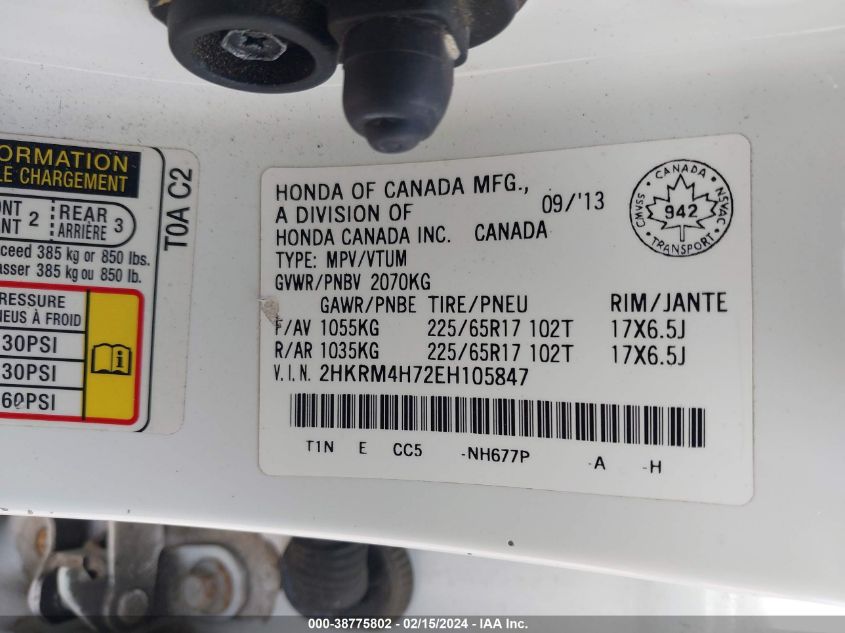 ORMATION
LE CHARGEMENT
ONT 2 REAR 3
NT ARRIÈRE
xceed 385 kg or 850 lbs.
asser 385 kg ou 850 lb.
PRESSURE
NEUS À FROID
30PSI
30PSI
60PSI
T0A C2
HONDA OF CANADA MFG., 09/'13
A DIVISION OF
HONDA CANADA INC. CANADA
TYPE: MPV/VTUM
GVWR/PNBV 2070KG
GAWR/PNBE TIRE/PNEU RIM/JANTE
F/AV 1055KG 225/65R17 102T 17X6.5J
R/AR 1035KG 225/65R17 102T 17X6.5J
V.I.N. 2HKRM4H72EH105847
T1N E CC5 -NH677P -A -H
CANADA
CMVSS 942 NSVAC
TRANSPORT
000-38775802 - 02/15/2024 - IAA Inc.